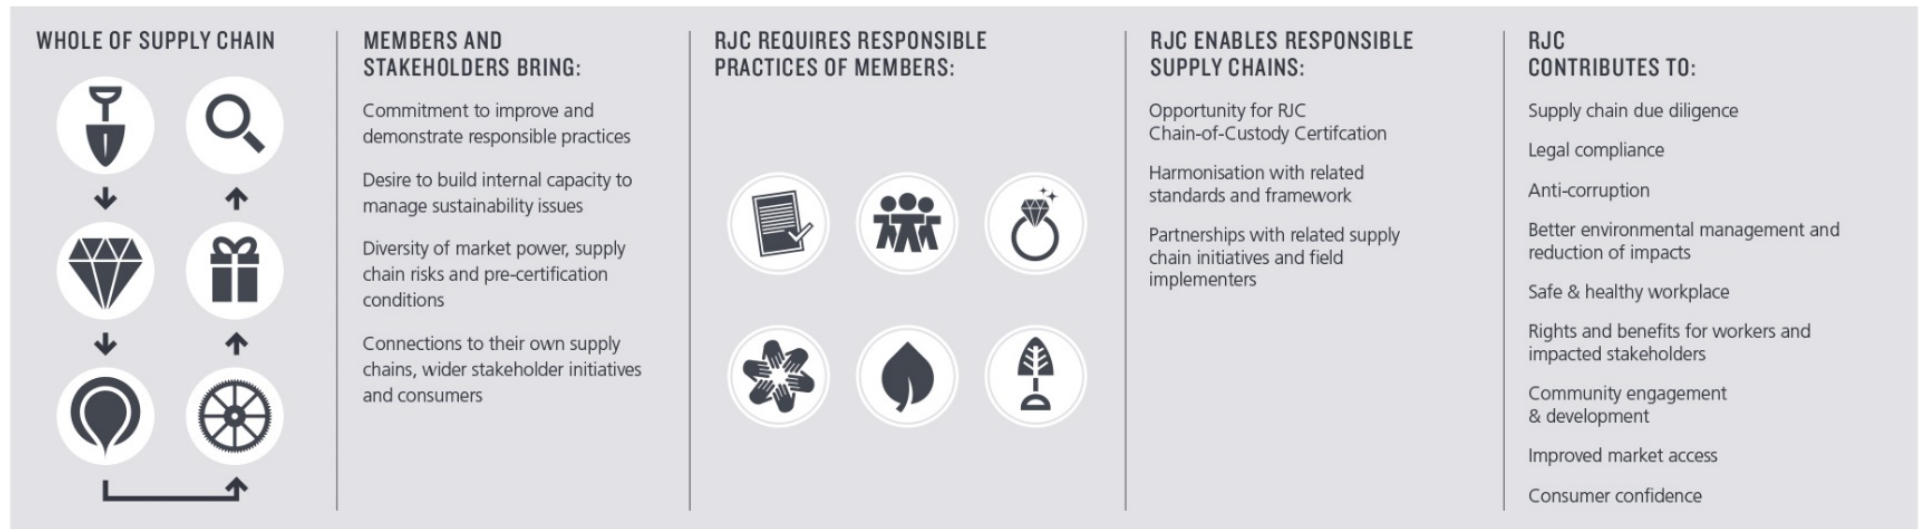 WHOLE OF SUPPLY CHAIN
MEMBERS AND
STAKEHOLDERS BRING:
Commitment to improve and
demonstrate responsible practices
Desire to build internal capacity to
manage sustainability issues
Diversity of market power, supply
chain risks and pre-certification
conditions
Connections to their own supply
chains, wider stakeholder initiatives
and consumers
RJC REQUIRES RESPONSIBLE
PRACTICES OF MEMBERS:
RJC ENABLES RESPONSIBLE
SUPPLY CHAINS:
Opportunity for RJC
Chain-of-Custody Certifcation
Harmonisation with related
standards and framework
Partnerships with related supply
chain initiatives and field
implementers
RJC
CONTRIBUTES TO:
Supply chain due diligence
Legal compliance
Anti-corruption
Better environmental management and
reduction of impacts
Safe & healthy workplace
Rights and benefits for workers and
impacted stakeholders
Community engagement
& development
Improved market access
Consumer confidence